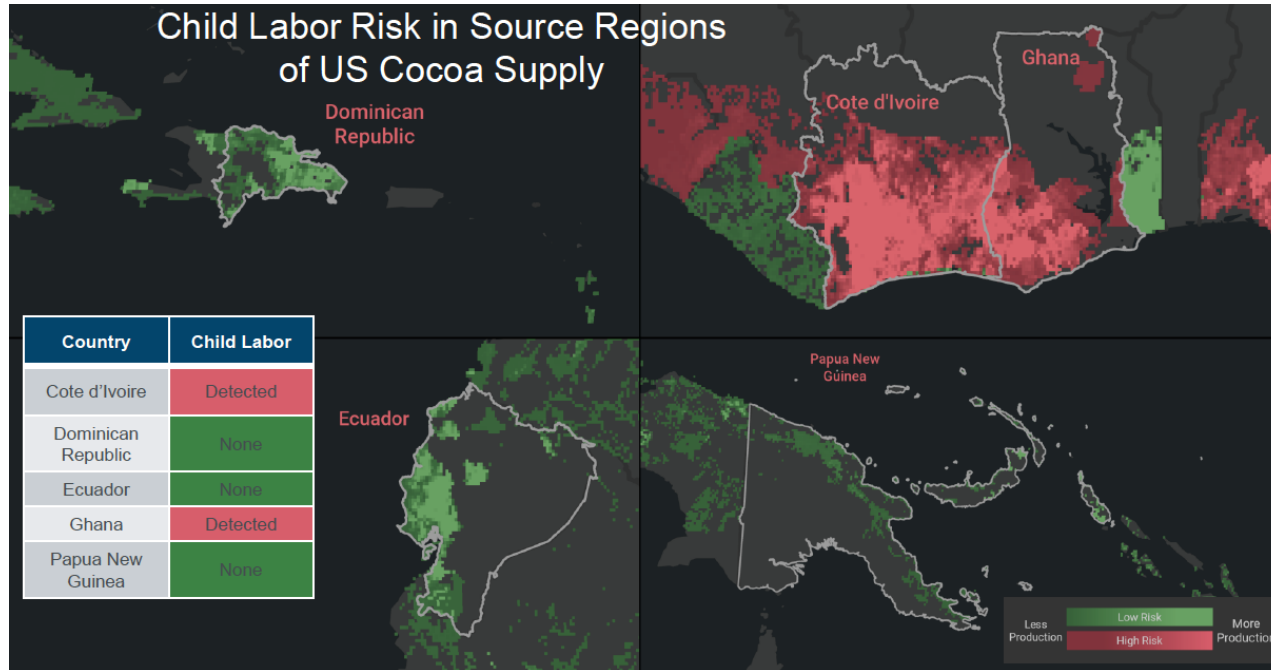 Child Labor Risk in Source Regions
of US Cocoa Supply
Dominican
Republic
Ghana
Cote d'Ivoire
Country Child Labor
Cote d’Ivoire Detected
Dominican
Republic None
Ecuador None
Ghana Detected
Papua New
Guinea None
Ecuador
Papua New
Guinea
Less
Production
Low Risk
High Risk
More
Production